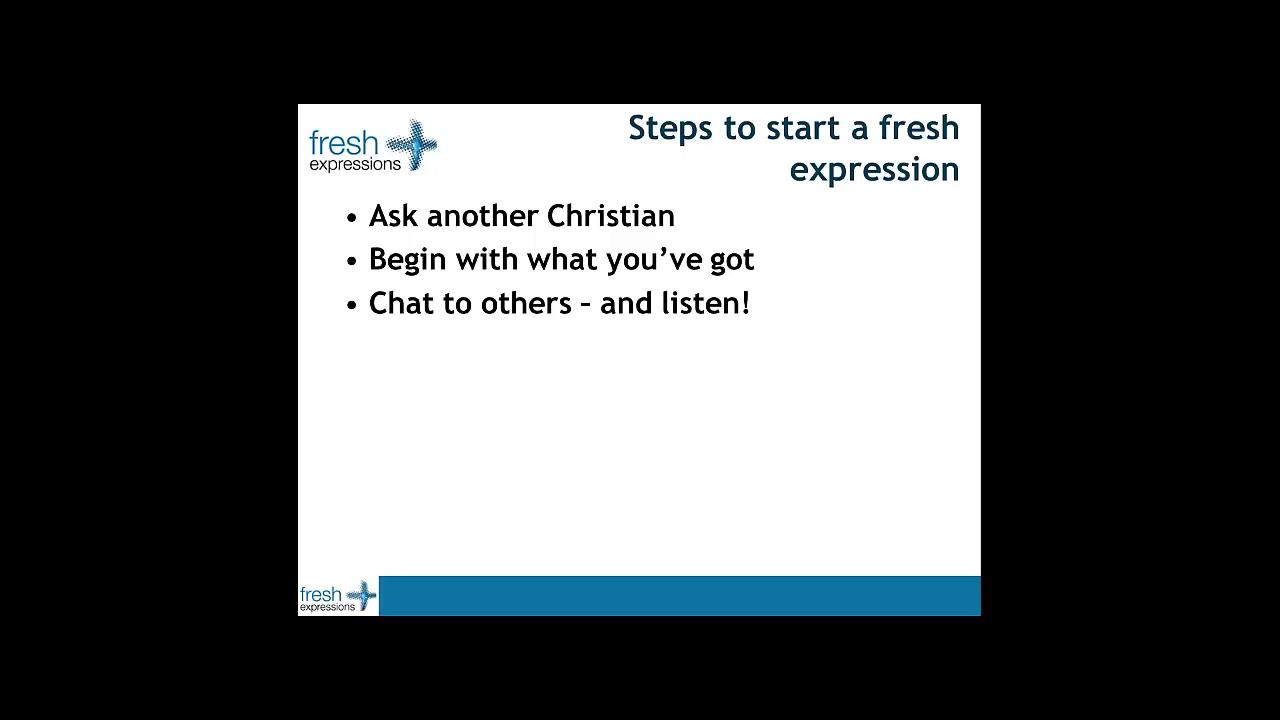 fresh
expressions
Steps to start a fresh
expression
• Ask another Christian
• Begin with what you’ve got
• Chat to others – and listen!
fresh
expressions